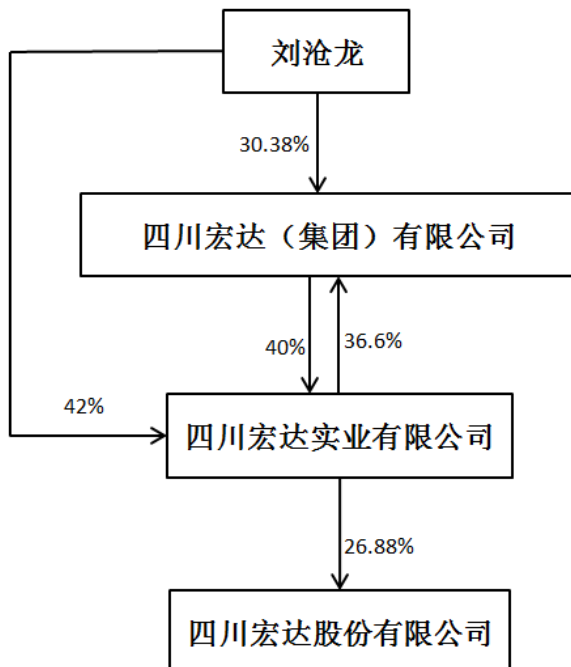 刘沧龙
30.38%
四川宏达（集团）有限公司
40%
36.6%
42%
四川宏达实业有限公司
26.88%
四川宏达股份有限公司